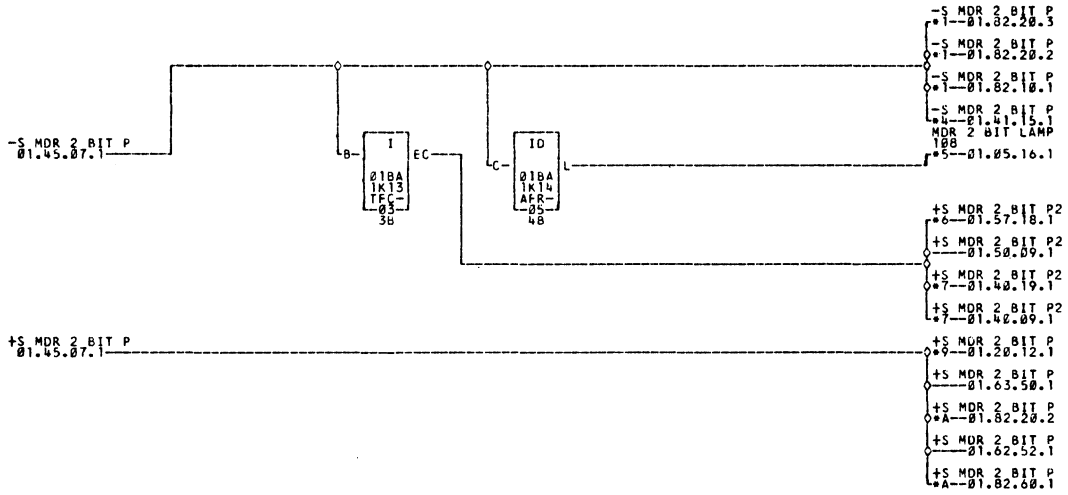 -S MDR 2 BIT P
*1--01.82.20.3
-S MDR 2 BIT P
*1--01.82.20.2
-S MDR 2 BIT P
*1--01.82.10.1
-S MDR 2 BIT P
*4--01.41.15.1
MDR 2 BIT LAMP
108
*5--01.05.16.1
-S MDR 2 BIT P
01.45.07.1
B
I
EC
01BA
1K13
TFC-
03
3B
C
ID
L
01BA
1K14
AFR-
05
4B
+S MDR 2 BIT P2
*6--01.57.18.1
+S MDR 2 BIT P2
01.50.09.1
+S MDR 2 BIT P2
*7--01.40.19.1
+S MDR 2 BIT P2
*7--01.40.09.1
+S MDR 2 BIT P
01.45.07.1
+S MDR 2 BIT P
*9--01.20.12.1
+S MDR 2 BIT P
01.63.50.1
+S MDR 2 BIT P
*A--01.82.20.2
+S MDR 2 BIT P
01.62.52.1
+S MDR 2 BIT P
*A--01.82.60.1